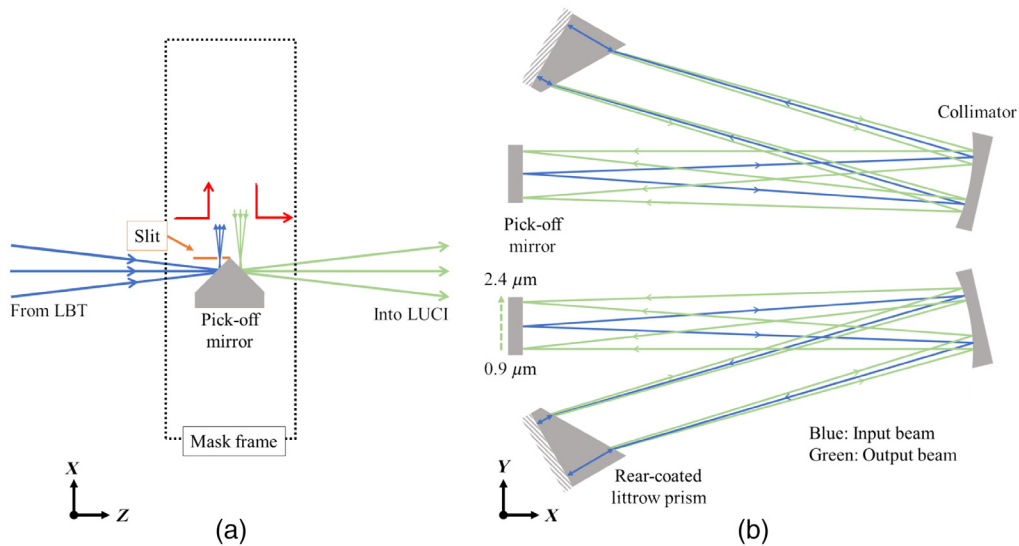 Slit
From LBT
Pick-off
mirror
Into LUCI
Mask frame
X
Z
(a)
Collimator
Pick-off
mirror
2.4 μm
0.9 μm
Blue: Input beam
Green: Output beam
Rear-coated
littrow prism
Y
X
(b)